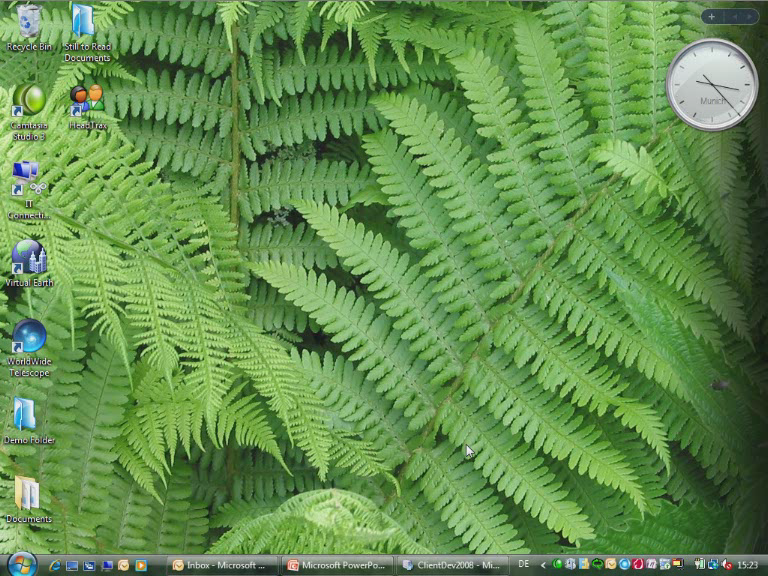 Recycle Bin
Still to Read
Documents
Camtasia
Studio 3
HeadTrax
IT
Connecti...
Virtual Earth
WorldWide
Telescope
Demo Folder
Documents
Munich
Inbox - Microsoft ...
Microsoft PowerPo...
ClientDev2008 - Mi...
DE
15:23